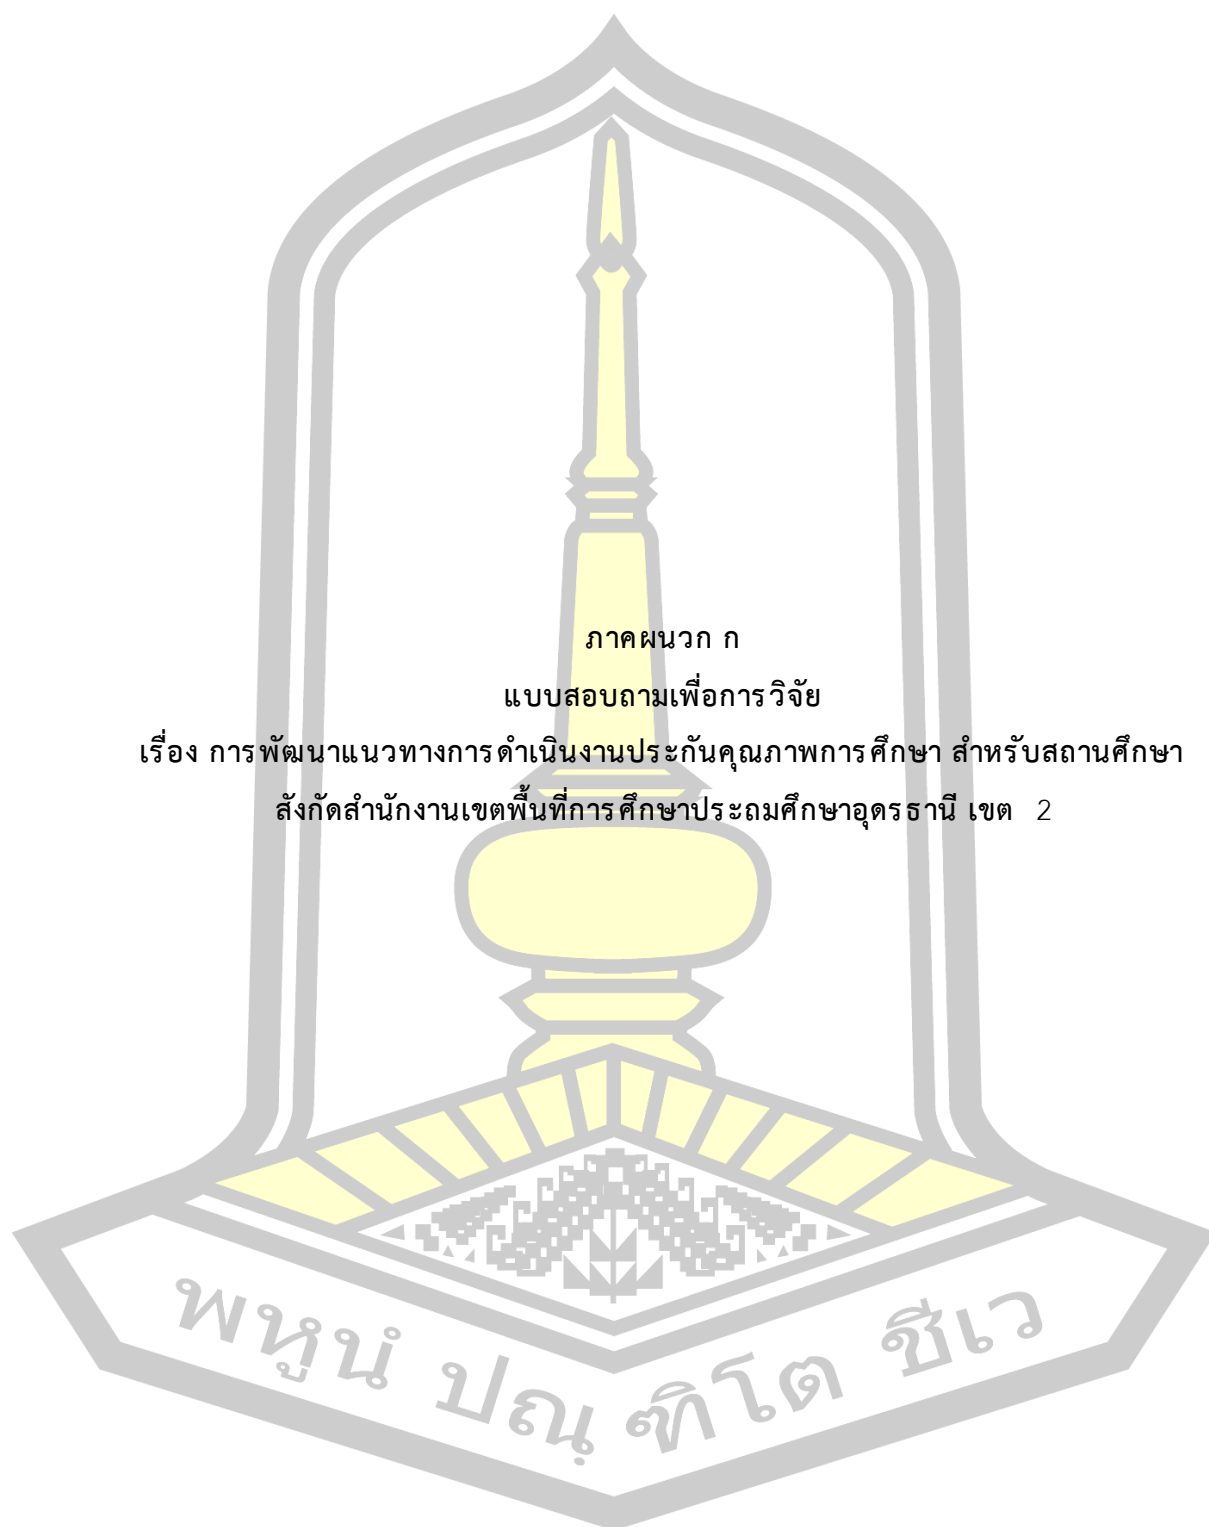 ภาคผนวก ก
แบบสอบถามเพื่อการวิจัย
เรื่อง การพัฒนาแนวทางการดำเนินงานประกันคุณภาพการศึกษา สำหรับสถานศึกษา
สังกัดสำนักงานเขตพื้นที่การศึกษาประถมศึกษาอุดรธานี เขต 2
พหูนํ ปณฺฑิโต ชีเว